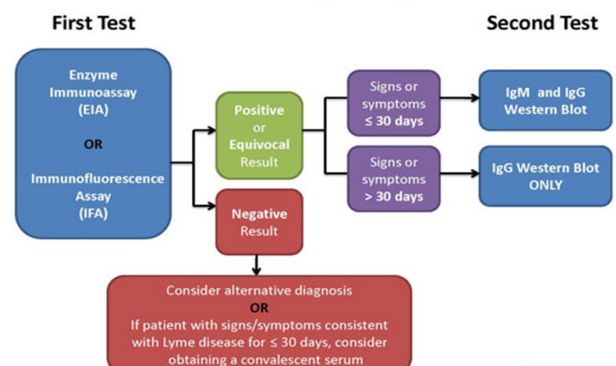 First Test
Second Test
Enzyme
Immunoassay
(EIA)
OR
Immunofluorescence
Assay
(IFA)
Positive
or
Equivocal
Result
Negative
Result
Signs or
symptoms
≤ 30 days
Signs or
symptoms
> 30 days
IgM and IgG
Western Blot
IgG Western Blot
ONLY
Consider alternative diagnosis
OR
If patient with signs/symptoms consistent
with Lyme disease for ≤ 30 days, consider
obtaining a convalescent serum